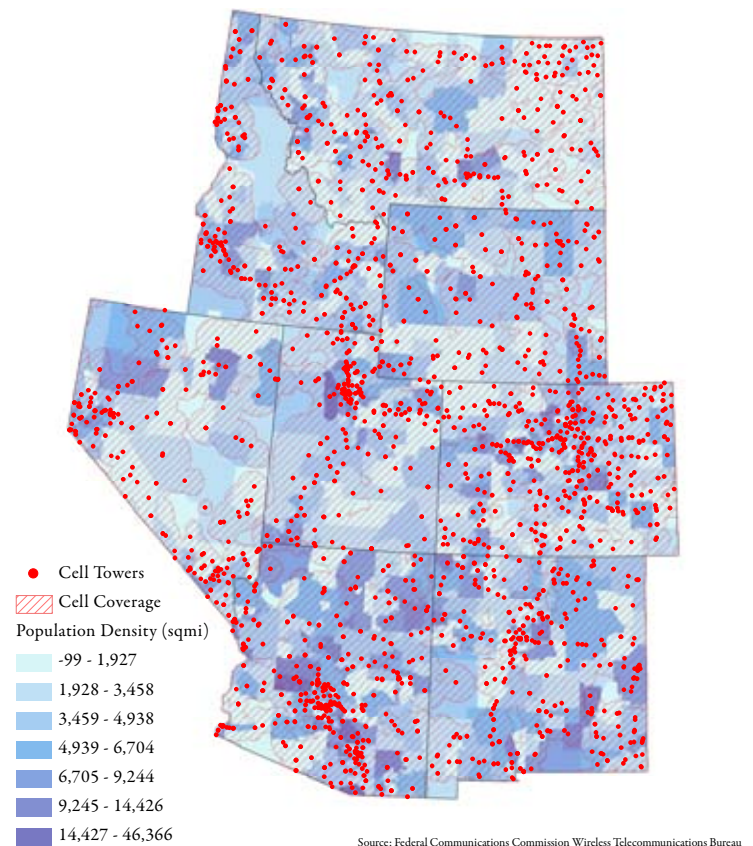 Cell Towers
Cell Coverage
Population Density (sqmi)
-99 - 1,927
1,928 - 3,458
3,459 - 4,938
4,939 - 6,704
6,705 - 9,244
9,245 - 14,426
14,427 - 46,366
Source: Federal Communications Commission Wireless Telecommunications Bureau